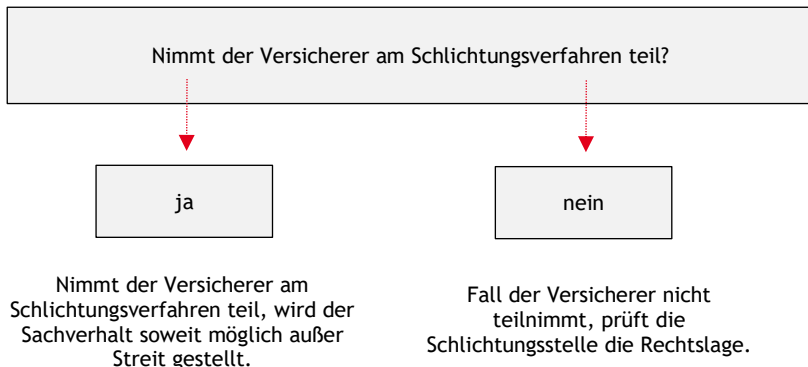 Nimmt der Versicherer am Schlichtungsverfahren teil?
ja
nein
Nimmt der Versicherer am
Schlichtungsverfahren teil, wird der
Sachverhalt soweit möglich außer
Streit gestellt.
Fall der Versicherer nicht
teilnimmt, prüft die
Schlichtungsstelle die Rechtslage.